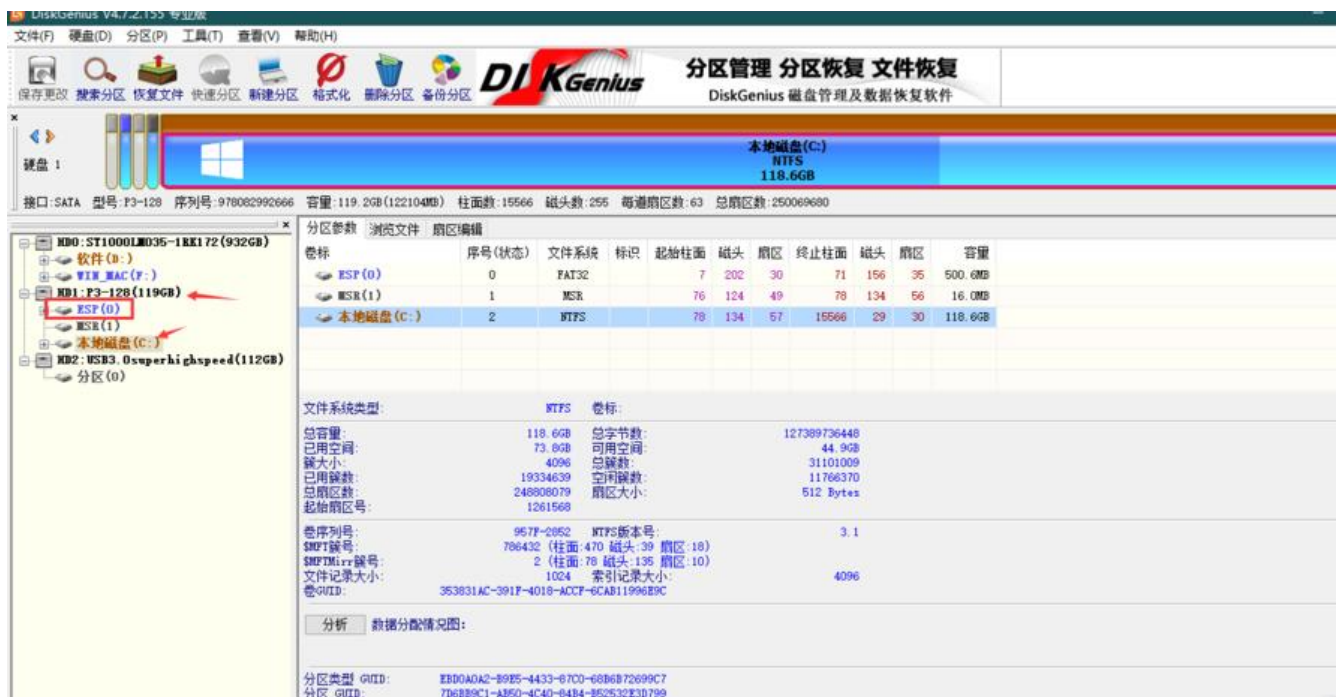 DiskGenius V4.7.2.155 专业版
文件(F) 硬盘(D) 分区(P) 工具(T) 查看(V) 帮助(H)
保存更改 搜索分区 恢复文件 快速分区 新建分区 格式化 删除分区 备份分区
DISKGENIUS
分区管理 分区恢复 文件恢复
DiskGenius 磁盘管理及数据恢复软件
硬盘 1
本地磁盘(C:)
NTFS
118.6GB
接口:SATA 型号:P3-128 序列号:978082992666 容量:119.2GB(122104MB) 柱面数:15566 磁头数:255 每道扇区数:63 总扇区数:250069680
HD0:ST1000LM035-1RK172(932GB)
软件(D:)
WIN_MAC(F:)
HD1:P3-128(119GB)
ESP(0)
MSR(1)
本地磁盘(C:)
HD2:USB3.0superhighspeed(112GB)
分区(0)
分区参数 浏览文件 扇区编辑
卷标 序号(状态) 文件系统 标识 起始柱面 磁头 扇区 终止柱面 磁头 扇区 容量
ESP(0) 0 FAT32 7 202 30 71 156 35 500.6MB
MSR(1) 1 MSR 76 124 49 78 134 56 16.0MB
本地磁盘(C:) 2 NTFS 78 134 57 15566 29 30 118.6GB
文件系统类型: NTFS 卷标:
总容量: 118.6GB 总字节数: 127389736448
已用空间: 73.8GB 可用空间: 44.9GB
簇大小: 4096 总簇数: 31101009
已用簇数: 19334639 空闲簇数: 11766370
总扇区数: 248808079 扇区大小: 512 Bytes
起始扇区号: 1261568
卷序列号: 957F-2852 NTFS版本号: 3.1
$MFT簇号: 786432 (柱面:470 磁头:39 扇区:18)
$MFTMirr簇号: 2 (柱面:78 磁头:135 扇区:10)
文件记录大小: 1024 索引记录大小: 4096
卷GUID: 353831AC-391F-4018-ACCF-6CAB11996E9C
分析 数据分配情况图:
分区类型 GUID: EBD0A0A2-B9E5-4433-87C0-68B6B72699C7
分区 GUID: 7D6BB9C1-AB50-4C40-84B4-B52532E3D799